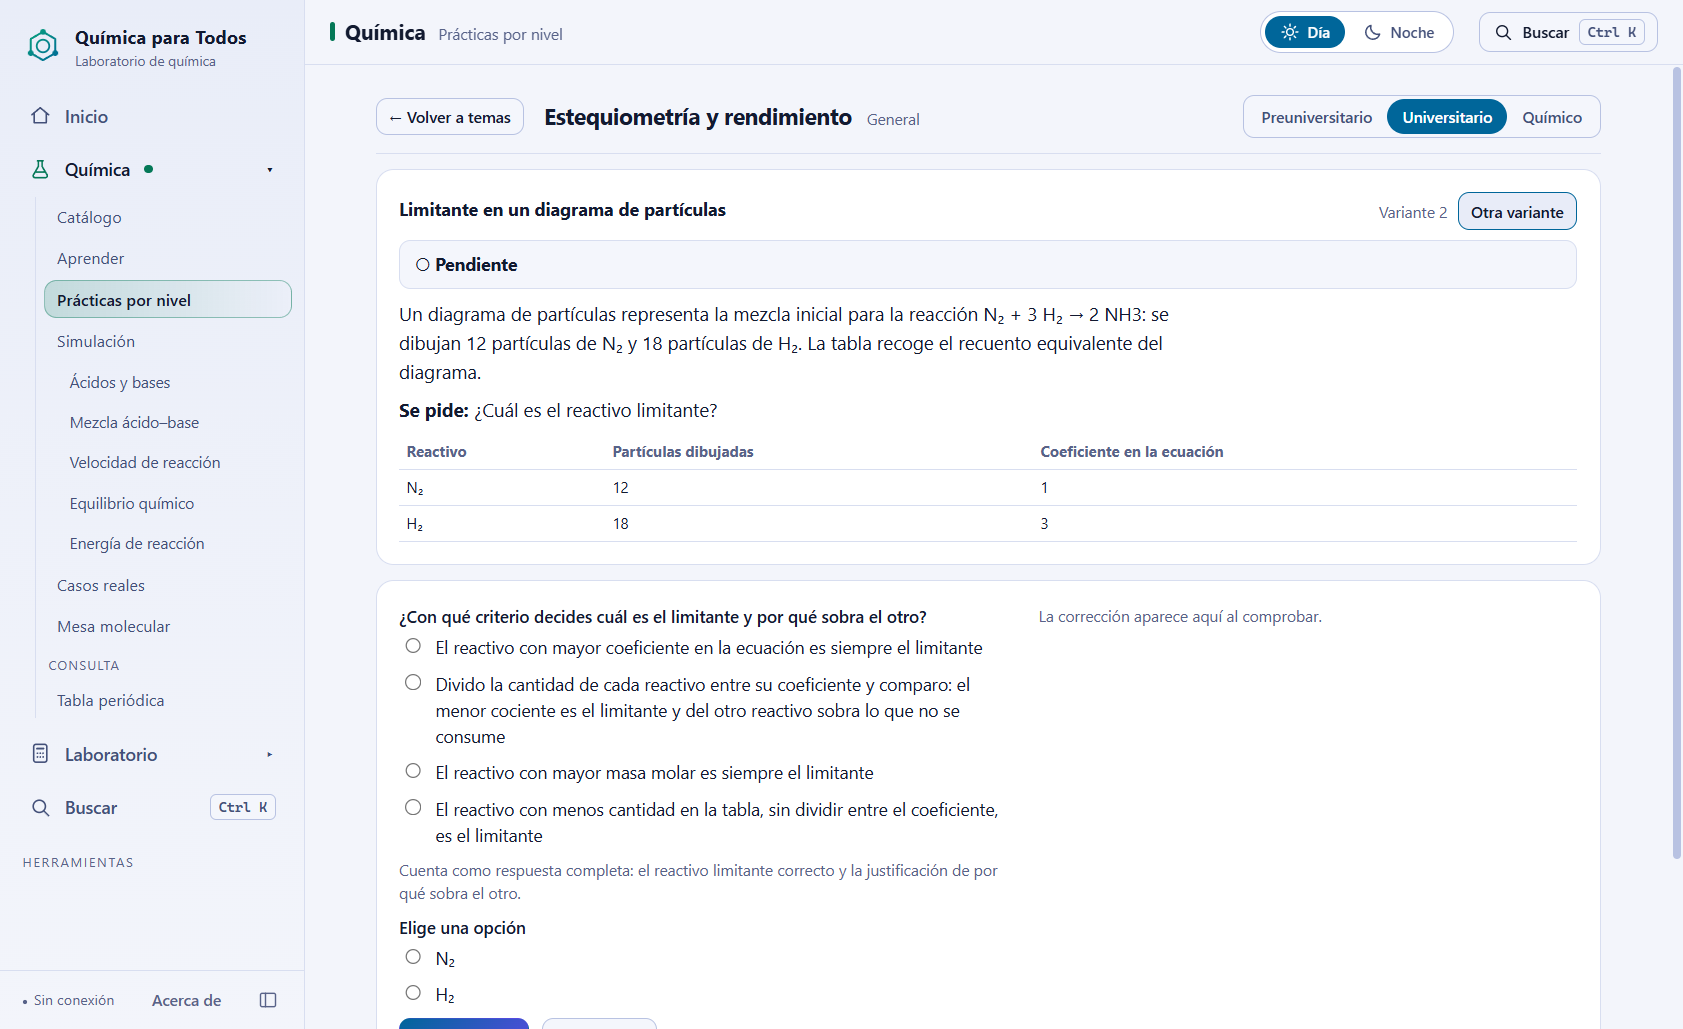 Química para Todos
Laboratorio de química
Inicio
Química
Catálogo
Aprender
Prácticas por nivel
Simulación
Ácidos y bases
Mezcla ácido–base
Velocidad de reacción
Equilibrio químico
Energía de reacción
Casos reales
Mesa molecular
CONSULTA
Tabla periódica
Laboratorio
Buscar Ctrl K
HERRAMIENTAS
Sin conexión Acerca de
Química Prácticas por nivel
Día Noche
Buscar Ctrl K
← Volver a temas
Estequiometría y rendimiento General
Preuniversitario Universitario Químico
Limitante en un diagrama de partículas
Variante 2 Otra variante
Pendiente
Un diagrama de partículas representa la mezcla inicial para la reacción N₂ + 3 H₂ → 2 NH3: se
dibujan 12 partículas de N₂ y 18 partículas de H₂. La tabla recoge el recuento equivalente del
diagrama.
Se pide: ¿Cuál es el reactivo limitante?
Reactivo Partículas dibujadas Coeficiente en la ecuación
N₂ 12 1
H₂ 18 3
¿Con qué criterio decides cuál es el limitante y por qué sobra el otro?
El reactivo con mayor coeficiente en la ecuación es siempre el limitante
Divido la cantidad de cada reactivo entre su coeficiente y comparo: el
menor cociente es el limitante y del otro reactivo sobra lo que no se
consume
El reactivo con mayor masa molar es siempre el limitante
El reactivo con menos cantidad en la tabla, sin dividir entre el coeficiente,
es el limitante
Cuenta como respuesta completa: el reactivo limitante correcto y la justificación de por
qué sobra el otro.
Elige una opción
N₂
H₂
La corrección aparece aquí al comprobar.